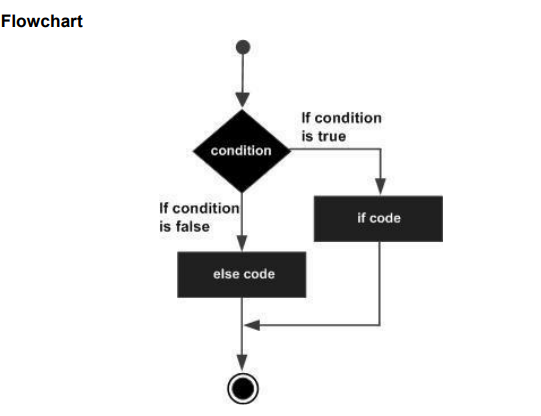 Flowchart
If condition
is true
condition
If condition
is false
if code
else code